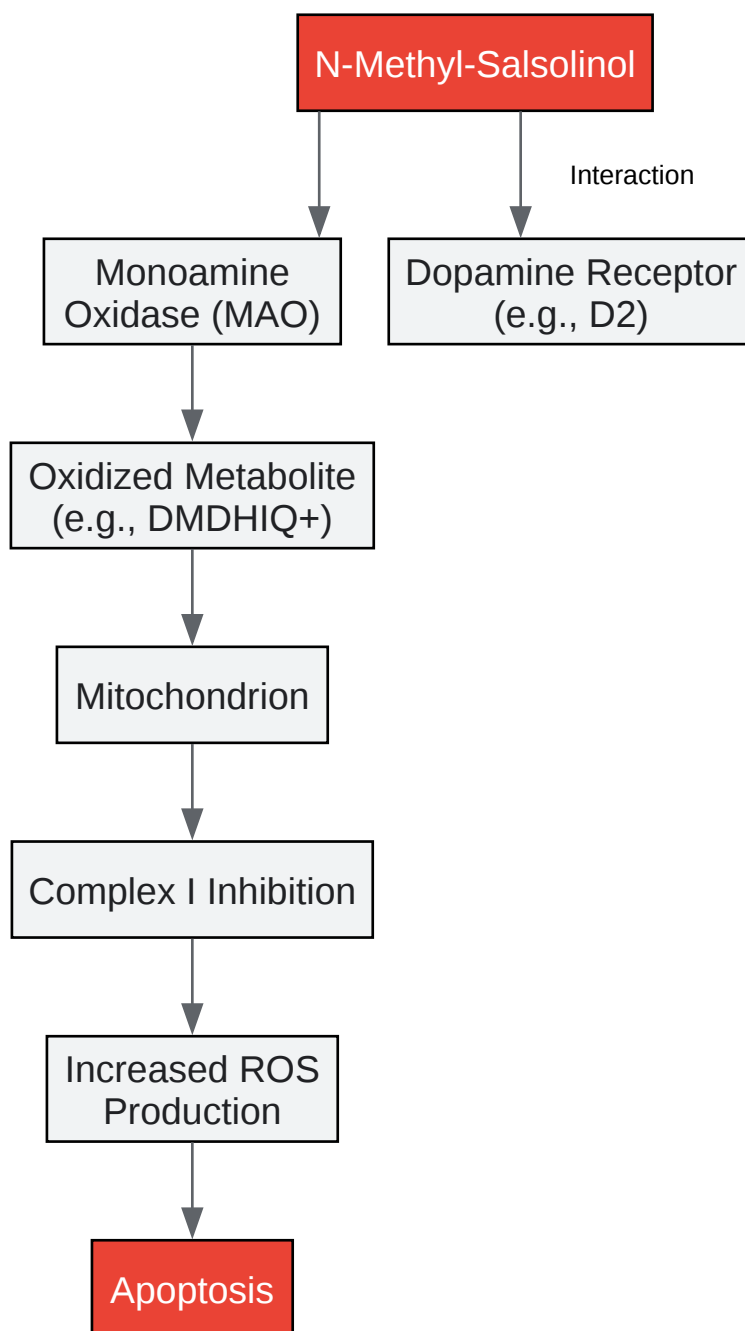 N-Methyl-Salsolinol
Interaction
Monoamine
Oxidase (MAO)
Dopamine Receptor
(e.g., D2)
Oxidized Metabolite
(e.g., DMDHIQ+)
Mitochondrion
Complex I Inhibition
Increased ROS
Production
Apoptosis